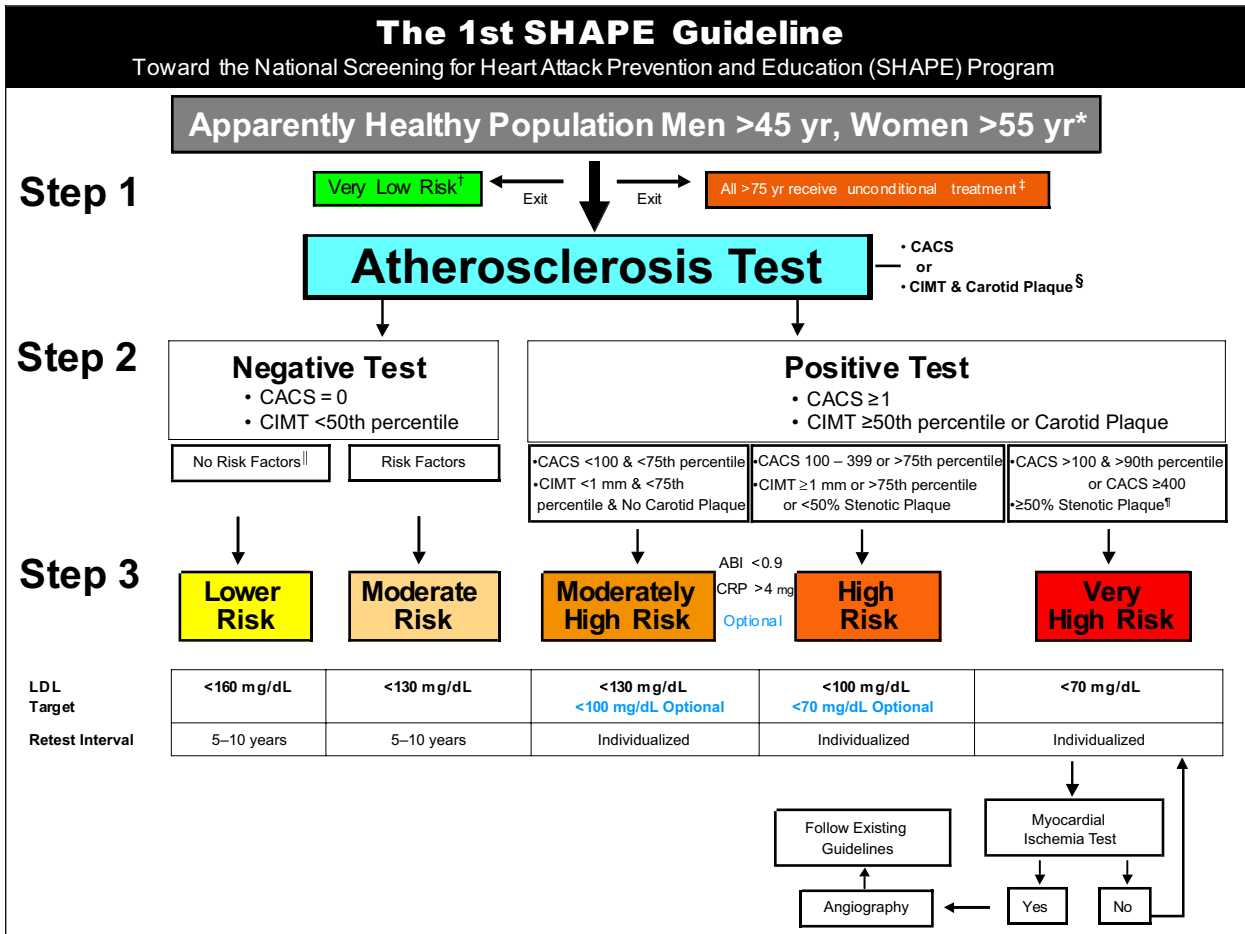 The 1st SHAPE Guideline
Toward the National Screening for Heart Attack Prevention and Education (SHAPE) Program
Apparently Healthy Population Men >45 yr, Women >55 yr*
Step 1
Very Low Risk†
Exit
Exit
All >75 yr receive unconditional treatment‡
Atherosclerosis Test
• CACS
or
• CIMT & Carotid Plaque§
Step 2
Negative Test
• CACS = 0
• CIMT <50th percentile
Positive Test
• CACS ≥1
• CIMT ≥50th percentile or Carotid Plaque
No Risk Factors||
Risk Factors
•CACS <100 & <75th percentile
•CIMT <1 mm & <75th
percentile & No Carotid Plaque
•CACS 100 – 399 or >75th percentile
•CIMT ≥1 mm or >75th percentile
or <50% Stenotic Plaque
•CACS >100 & >90th percentile
or CACS ≥400
•≥50% Stenotic Plaque¶
Step 3
Lower
Risk
Moderate
Risk
Moderately
High Risk
ABI <0.9
CRP >4 mg
Optional
High
Risk
Very
High Risk
LDL
Target
<160 mg/dL
<130 mg/dL
<130 mg/dL
<100 mg/dL Optional
<100 mg/dL
<70 mg/dL Optional
<70 mg/dL
Retest Interval
5–10 years
5–10 years
Individualized
Individualized
Individualized
Myocardial
Ischemia Test
Follow Existing
Guidelines
Angiography
Yes
No